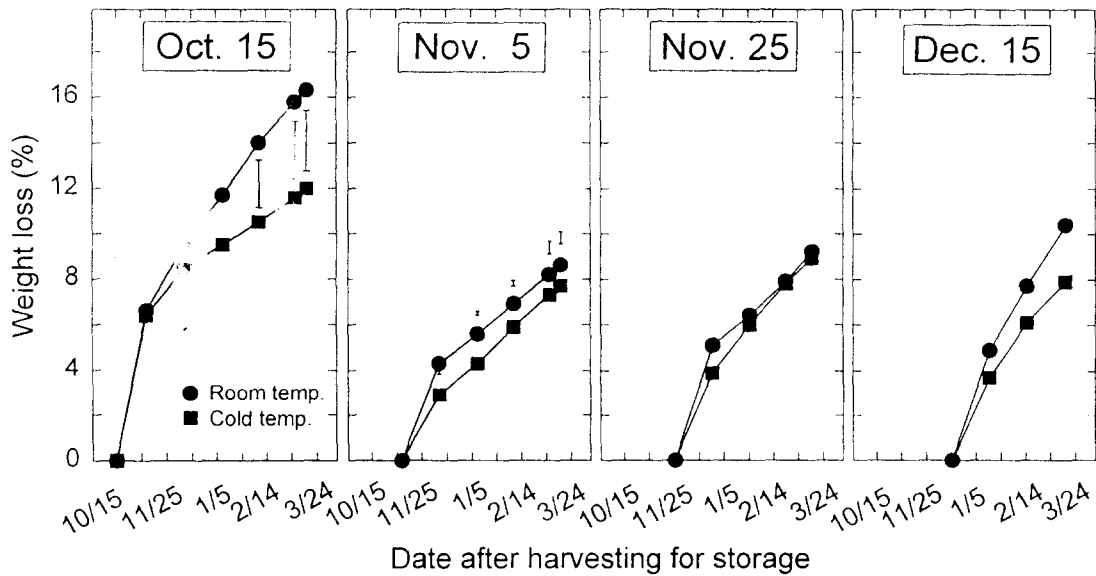 Oct. 15
Nov. 5
Nov. 25
Dec. 15
Weight loss (%)
16
12
8
4
0
Room temp.
Cold temp.
10/15 11/25 1/5 2/14 3/24
10/15 11/25 1/5 2/14 3/24
10/15 11/25 1/5 2/14 3/24
10/15 11/25 1/5 2/14 3/24
Date after harvesting for storage